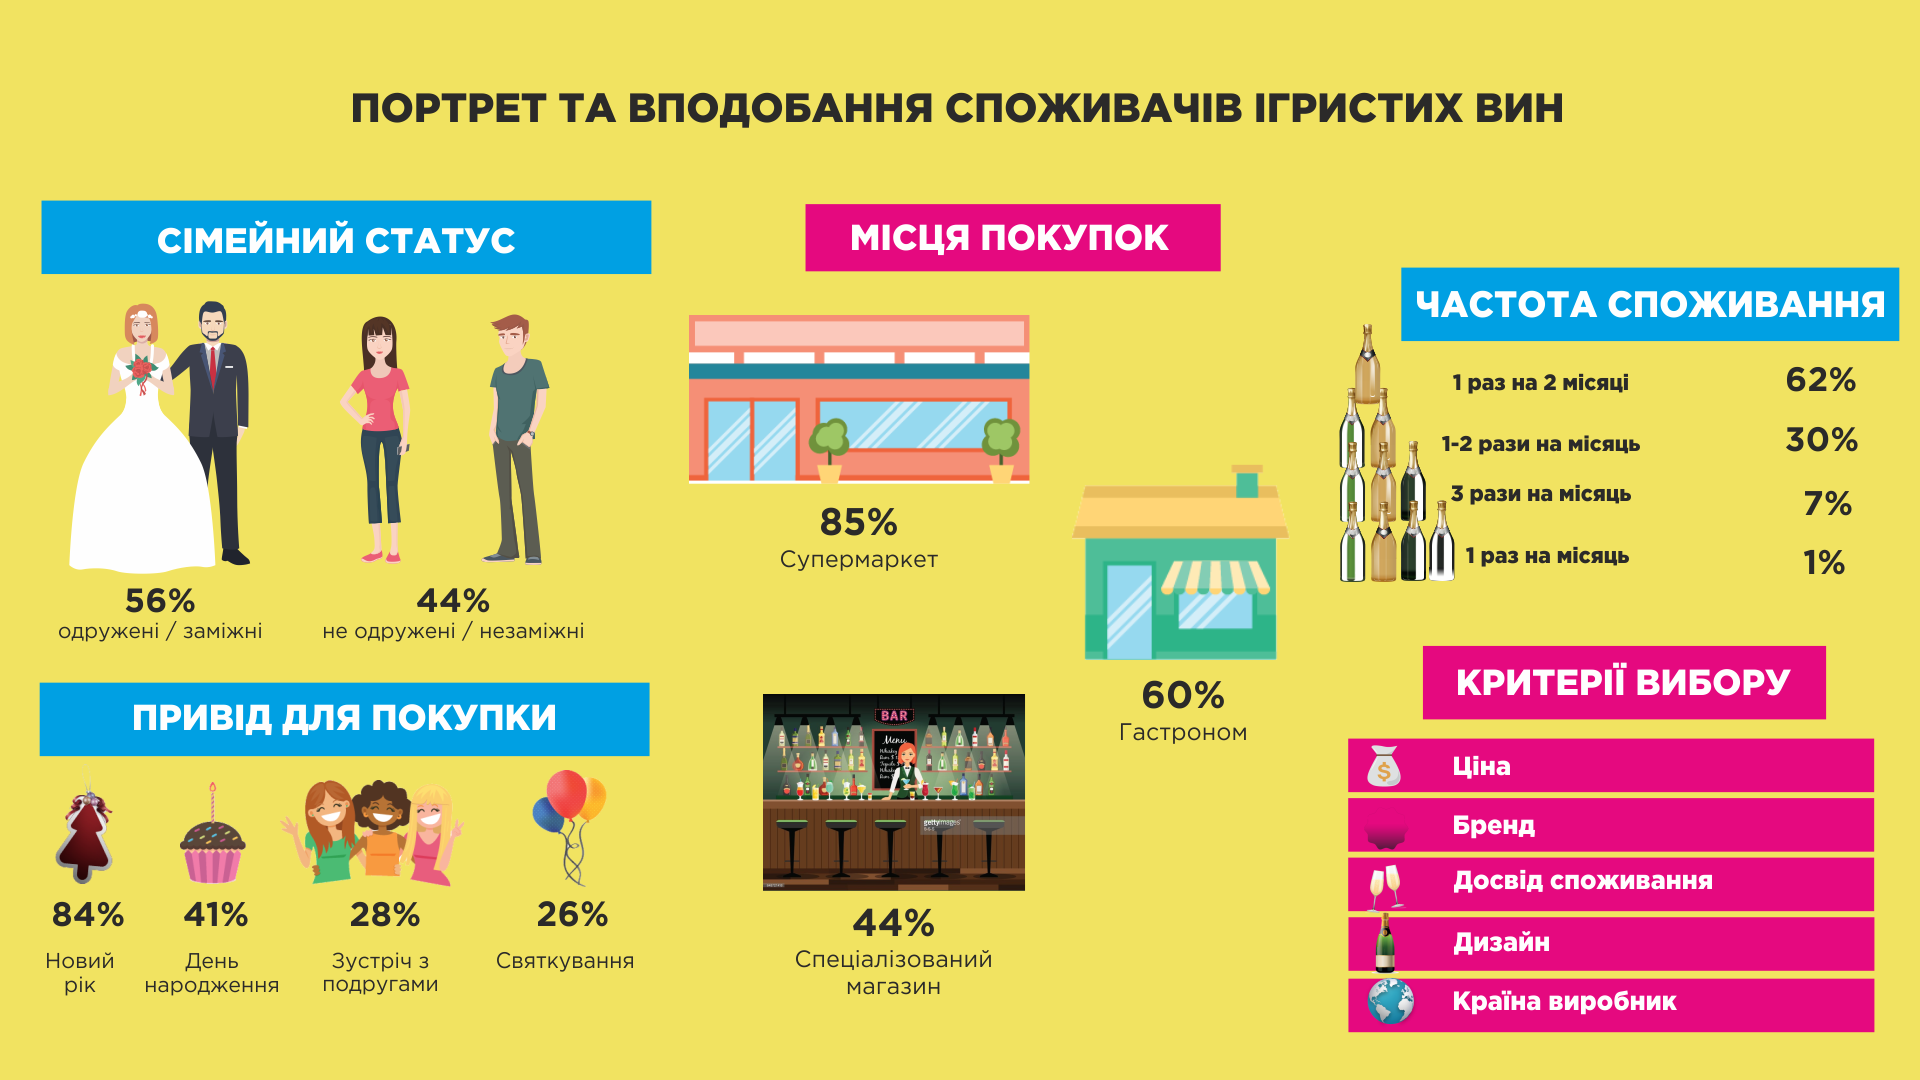 ПОРТРЕТ ТА ВПОДОБАННЯ СПОЖИВАЧІВ ІГРИСТИХ ВИН
СІМЕЙНИЙ СТАТУС
56%
одружені / заміжні
44%
не одружені / незаміжні
ПРИВІД ДЛЯ ПОКУПКИ
84%
Новий
рік
41%
День
народження
28%
Зустріч з
подругами
26%
Святкування
МІСЦЯ ПОКУПОК
85%
Супермаркет
60%
Гастроном
BAR
Menu
gettyimages
44%
Спеціалізований
магазин
ЧАСТОТА СПОЖИВАННЯ
1 раз на 2 місяці 62%
1-2 рази на місяць 30%
3 рази на місяць 7%
1 раз на місяць 1%
КРИТЕРІЇ ВИБОРУ
Ціна
Бренд
Досвід споживання
Дизайн
Країна виробник